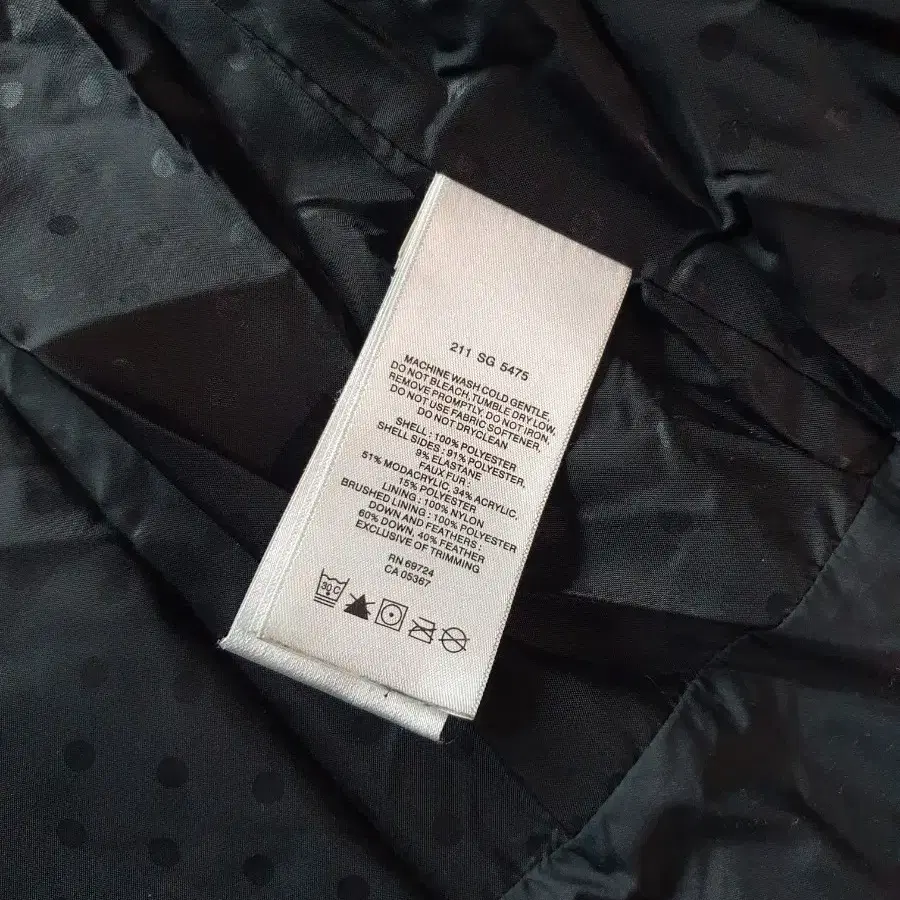 211 SG 5475
MACHINE WASH COLD GENTLE,
DO NOT BLEACH, TUMBLE DRY LOW,
REMOVE PROMPTLY. DO NOT IRON,
DO NOT USE FABRIC SOFTENER,
DO NOT DRYCLEAN
SHELL : 100% POLYESTER
SHELL SIDES : 91% POLYESTER,
9% ELASTANE
FAUX FUR :
51% MODACRYLIC, 34% ACRYLIC,
15% POLYESTER
LINING : 100% NYLON
BRUSHED LINING : 100% POLYESTER
DOWN AND FEATHERS :
60% DOWN, 40% FEATHER
EXCLUSIVE OF TRIMMING
RN 69724
CA 05367
30 C